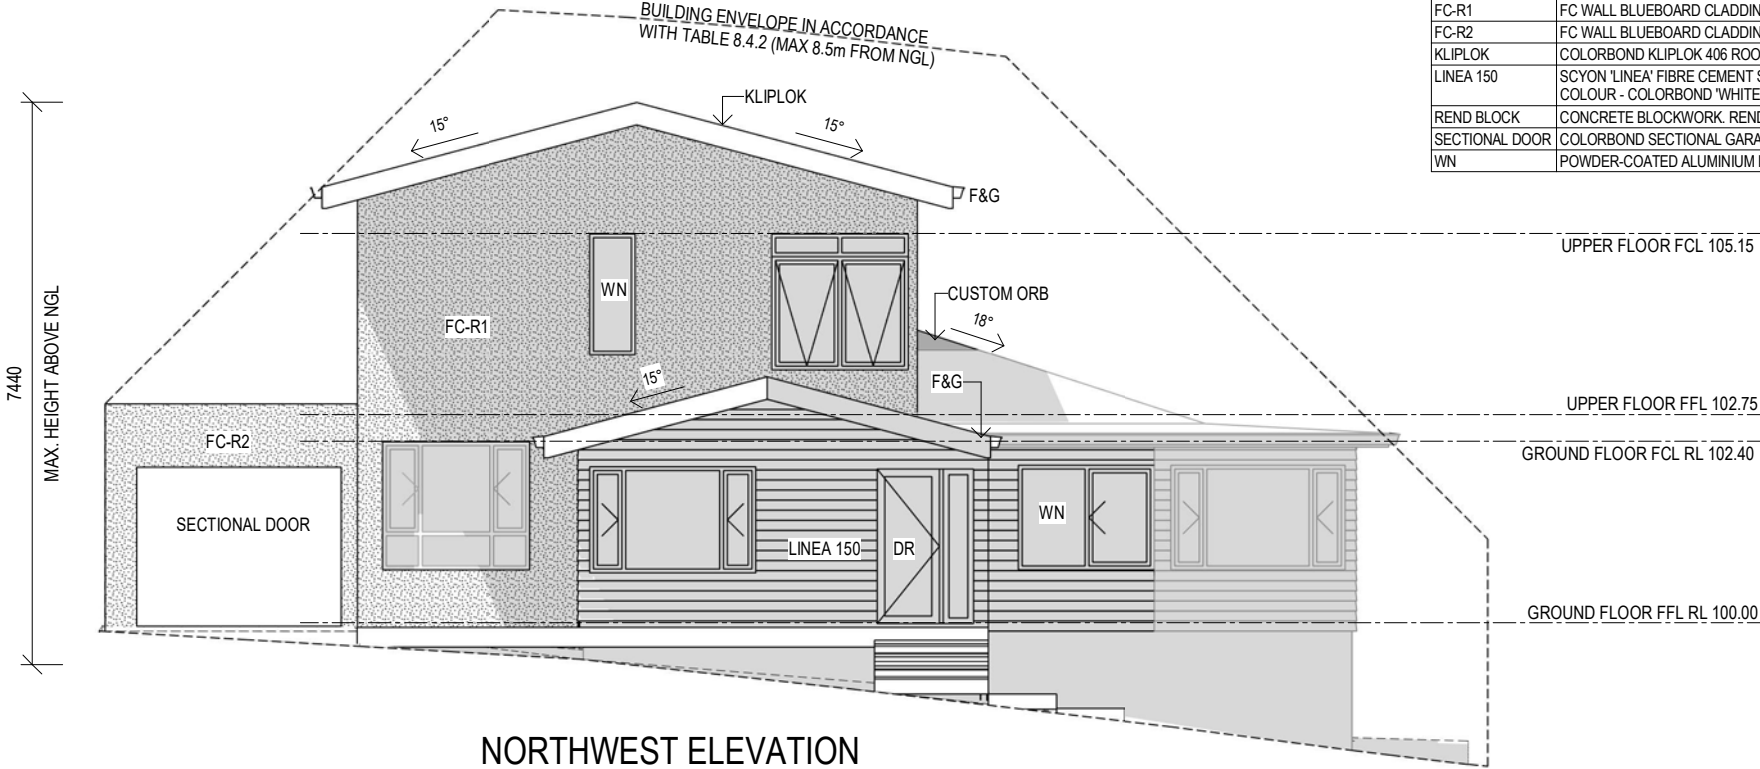 BUILDING ENVELOPE IN ACCORDANCE
WITH TABLE 8.4.2 (MAX 8.5m FROM NGL)
FC-R1 FC WALL BLUEBOARD CLADDIN
FC-R2 FC WALL BLUEBOARD CLADDIN
KLIPLOK COLORBOND KLIPLOK 406 ROO
LINEA 150 SCYON 'LINEA' FIBRE CEMENT S
COLOUR - COLORBOND 'WHITE
REND BLOCK CONCRETE BLOCKWORK. REND
SECTIONAL DOOR COLORBOND SECTIONAL GARA
WN POWDER-COATED ALUMINIUM
KLIPLOK
15°
15°
F&G
UPPER FLOOR FCL 105.15
WN
CUSTOM ORB
18°
FC-R1
7440
MAX. HEIGHT ABOVE NGL
15°
F&G
UPPER FLOOR FFL 102.75
FC-R2
GROUND FLOOR FCL RL 102.40
SECTIONAL DOOR
WN
LINEA 150
DR
GROUND FLOOR FFL RL 100.00
NORTHWEST ELEVATION